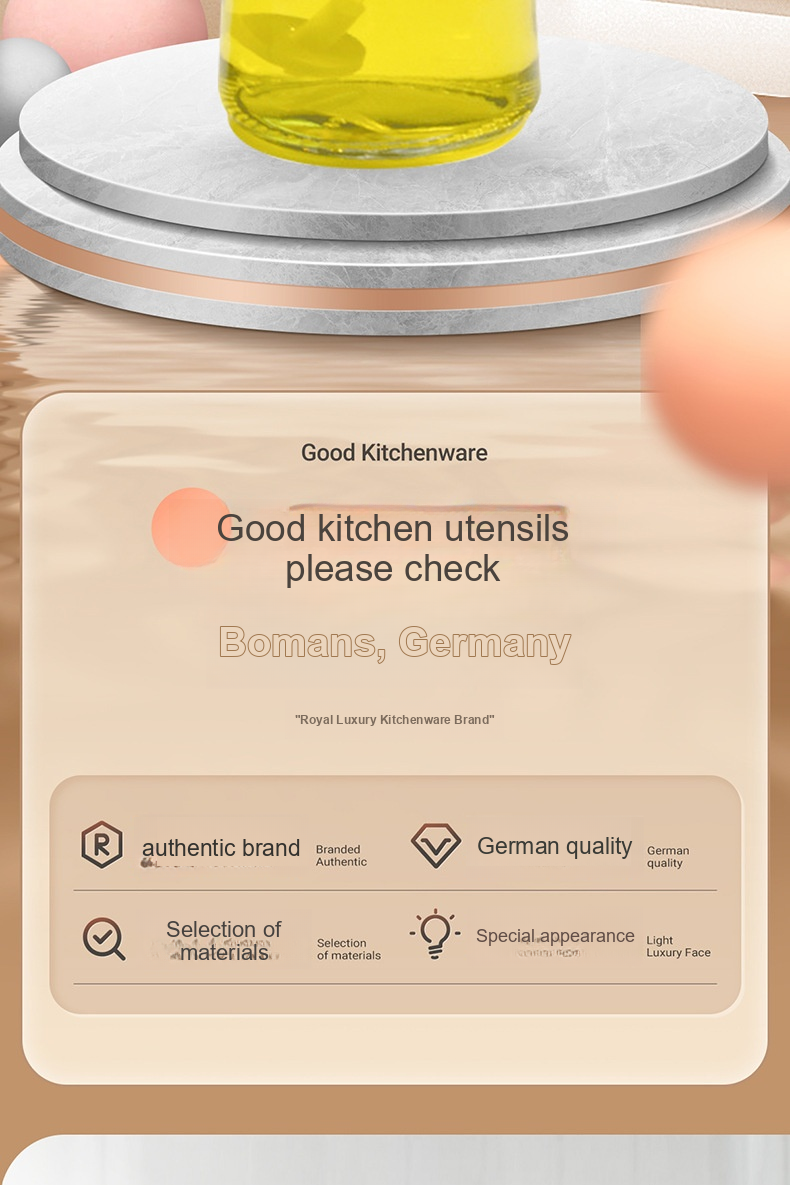 Good Kitchenware
Good kitchen utensils
please check
Bomans, Germany
"Royal Luxury Kitchenware Brand"
R
authentic brand
Branded
Authentic
German quality
German
quality
Selection of
materials
Selection
of materials
Special appearance
Light
Luxury Face